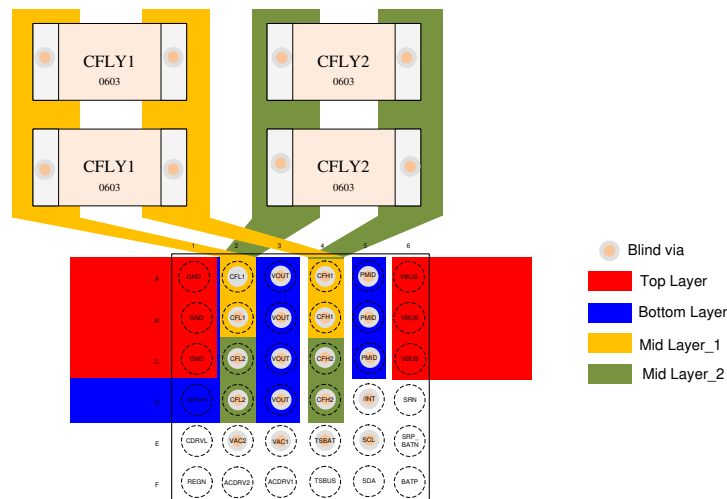 CFLY1
0603
CFLY2
0603
CFLY1
0603
CFLY2
0603
1 2 3 4 5 6
A GND CFL1 VOUT CFH1 PMID VBUS
B GND CFL1 VOUT CFH1 PMID VBUS
C GND CFL2 VOUT CFH2 PMID VBUS
D CFL2 VOUT CFH2 /INT SRN
E CDRVL VAC2 VAC1 TSBAT SCL SRP_
BATN
F REGN ACDRV2 ACDRV1 TSBUS SDA BATP
Blind via
Top Layer
Bottom Layer
Mid Layer_1
Mid Layer_2